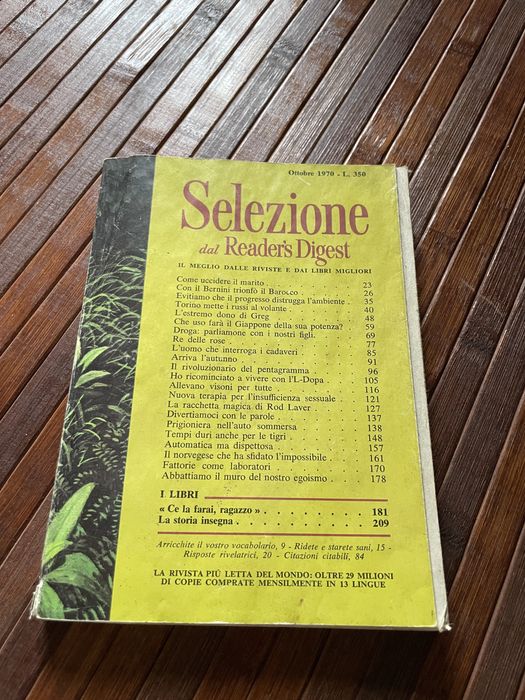 Ottobre 1970 - L. 350
Selezione
dal Reader's Digest
IL MEGLIO DALLE RIVISTE E DAI LIBRI MIGLIORI
Come uccidere il marito . . . . . . . . . . 23
Con il Bernini trionfò il Barocco . . . . . . 26
Evitiamo che il progresso distrugga l'ambiente . 35
Torino mette i russi al volante . . . . . . . 40
L'estremo dono di Greg . . . . . . . . . 48
Che uso farà il Giappone della sua potenza? . . 59
Droga: parliamone con i nostri figli . . . . . 69
Re delle rose . . . . . . . . . . . . 77
L'uomo che interroga i cadaveri . . . . . . 85
Arriva l'autunno . . . . . . . . . . . 91
Il rivoluzionario del pentagramma . . . . . 96
Ho ricominciato a vivere con l'L-Dopa . . . . 105
Allevano visoni per tutte . . . . . . . . 116
Nuova terapia per l'insufficienza sessuale . . . 121
La racchetta magica di Rod Laver . . . . . 127
Divertiamoci con le parole . . . . . . . . 137
Prigioniera nell'auto sommersa . . . . . . 138
Tempi duri anche per le tigri . . . . . . . 148
Automatica ma dispettosa . . . . . . . . 157
Il norvegese che ha sfidato l'impossibile . . . . 161
Fattorie come laboratori . . . . . . . . . 170
Abbattiamo il muro del nostro egoismo . . . . 178
I LIBRI
« Ce la farai, ragazzo » . . . . . . . . . 181
La storia insegna . . . . . . . . . . . 209
Arricchite il vostro vocabolario, 9 - Ridete e starete sani, 15 -
Risposte rivelatrici, 20 - Citazioni citabili, 84
LA RIVISTA PIÙ LETTA DEL MONDO: OLTRE 29 MILIONI
DI COPIE COMPRATE MENSILMENTE IN 13 LINGUE